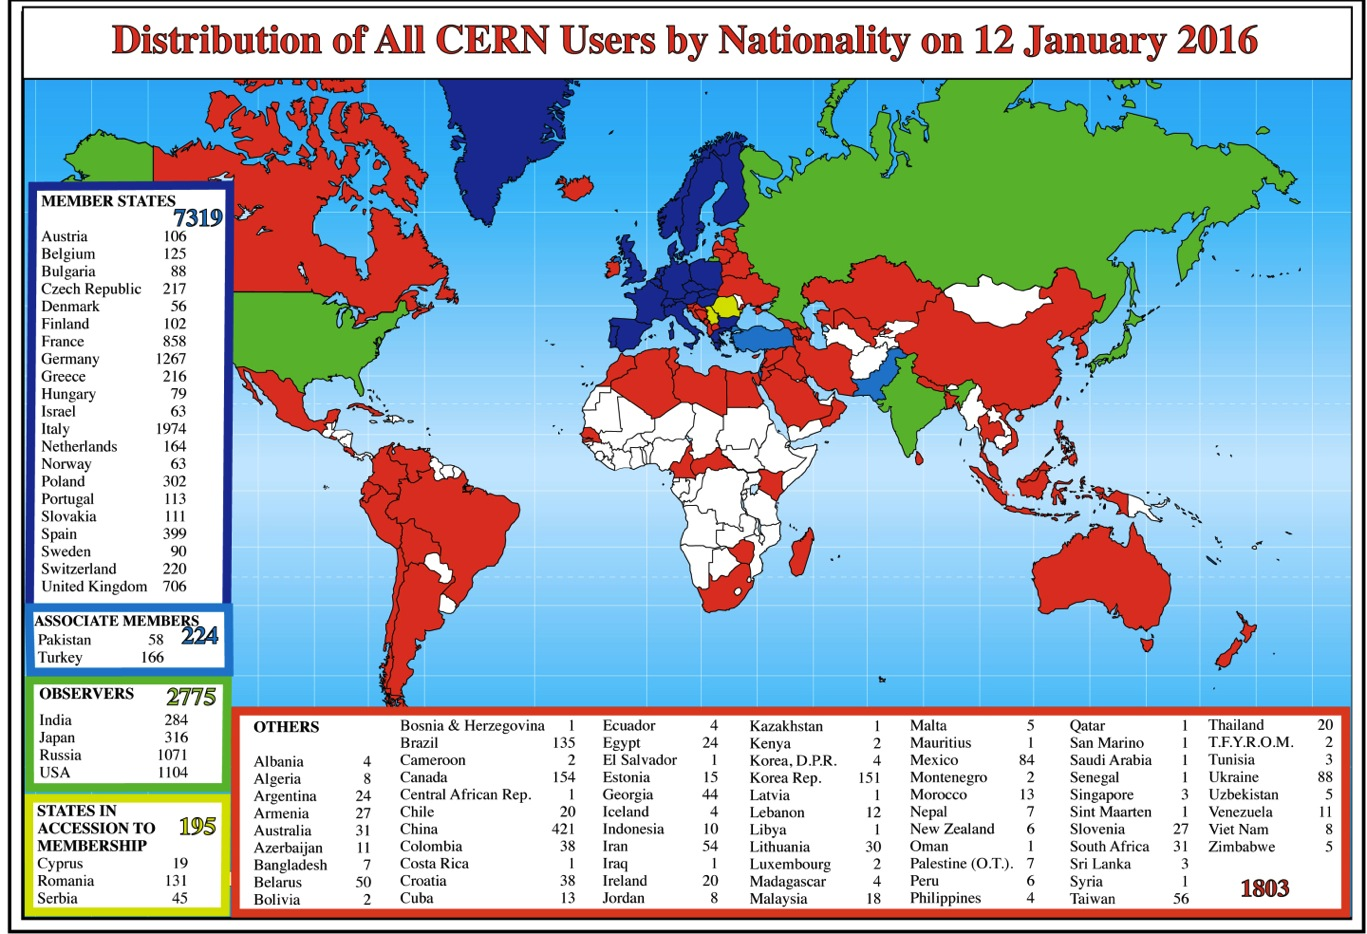 Distribution of All CERN Users by Nationality on 12 January 2016
MEMBER STATES
7319
Austria 106
Belgium 125
Bulgaria 88
Czech Republic 217
Denmark 56
Finland 102
France 858
Germany 1267
Greece 216
Hungary 79
Israel 63
Italy 1974
Netherlands 164
Norway 63
Poland 302
Portugal 113
Slovakia 111
Spain 399
Sweden 90
Switzerland 220
United Kingdom 706
ASSOCIATE MEMBERS
224
Pakistan 58
Turkey 166
OBSERVERS 2775
India 284
Japan 316
Russia 1071
USA 1104
STATES IN
ACCESSION TO 195
MEMBERSHIP
Cyprus 19
Romania 131
Serbia 45
OTHERS
Albania 4
Algeria 8
Argentina 24
Armenia 27
Australia 31
Azerbaijan 11
Bangladesh 7
Belarus 50
Bolivia 2
Bosnia & Herzegovina 1
Brazil 135
Cameroon 2
Canada 154
Central African Rep. 1
Chile 20
China 421
Colombia 38
Costa Rica 1
Croatia 38
Cuba 13
Ecuador 4
Egypt 24
El Salvador 1
Estonia 15
Georgia 44
Iceland 4
Indonesia 10
Iran 54
Iraq 1
Ireland 20
Jordan 8
Kazakhstan 1
Kenya 2
Korea, D.P.R. 4
Korea Rep. 151
Latvia 1
Lebanon 12
Libya 1
Lithuania 30
Luxembourg 2
Madagascar 4
Malaysia 18
Malta 5
Mauritius 1
Mexico 84
Montenegro 2
Morocco 13
Nepal 7
New Zealand 6
Oman 1
Palestine (O.T.). 7
Peru 6
Philippines 4
Qatar 1
San Marino 1
Saudi Arabia 1
Senegal 1
Singapore 3
Sint Maarten 1
Slovenia 27
South Africa 31
Sri Lanka 3
Syria 1
Taiwan 56
Thailand 20
T.F.Y.R.O.M. 2
Tunisia 3
Ukraine 88
Uzbekistan 5
Venezuela 11
Viet Nam 8
Zimbabwe 5
1803